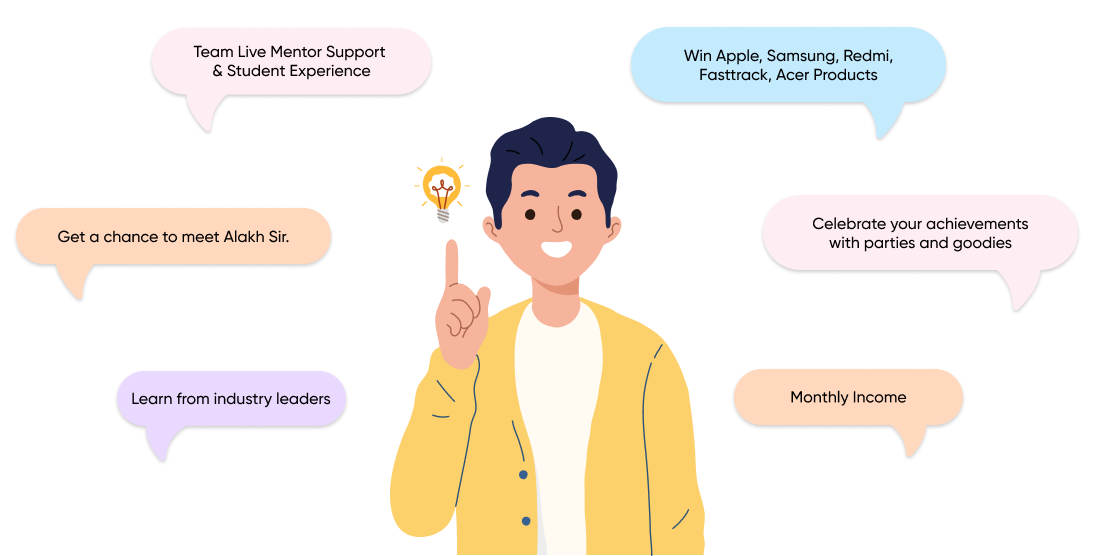 Team Live Mentor Support
& Student Experience
Win Apple, Samsung, Redmi,
Fasttrack, Acer Products
Get a chance to meet Alakh Sir.
Celebrate your achievements
with parties and goodies
Learn from industry leaders
Monthly Income